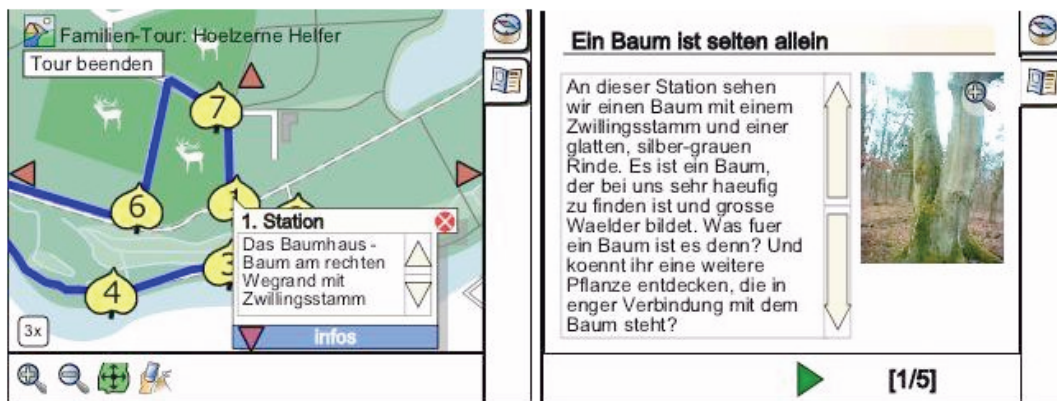 Familien-Tour: Hoelzerne Helfer
Tour beenden
7
6
1
3
4
1. Station
Das Baumhaus -
Baum am rechten
Wegrand mit
Zwillingsstamm
infos
3x
Ein Baum ist selten allein
An dieser Station sehen
wir einen Baum mit einem
Zwillingsstamm und einer
glatten, silber-grauen
Rinde. Es ist ein Baum,
der bei uns sehr haeufig
zu finden ist und grosse
Waelder bildet. Was fuer
ein Baum ist es denn? Und
koennt ihr eine weitere
Pflanze entdecken, die in
enger Verbindung mit dem
Baum steht?
[1/5]